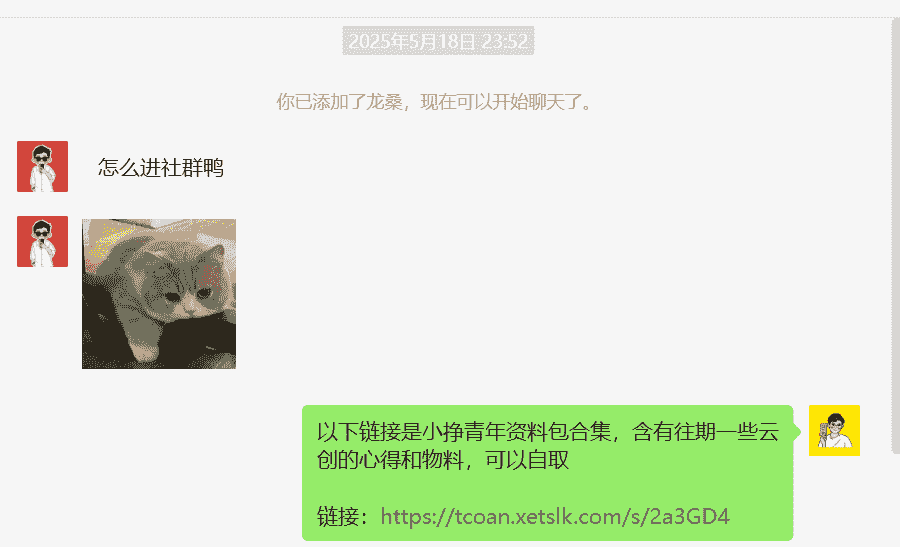 2025年5月18日 23:52
你已添加了龙桑，现在可以开始聊天了。
怎么进社群鸭
以下链接是小挣青年资料包合集，含有往期一些云
创的心得和物料，可以自取
链接：https://tcoan.xetslk.com/s/2a3GD4